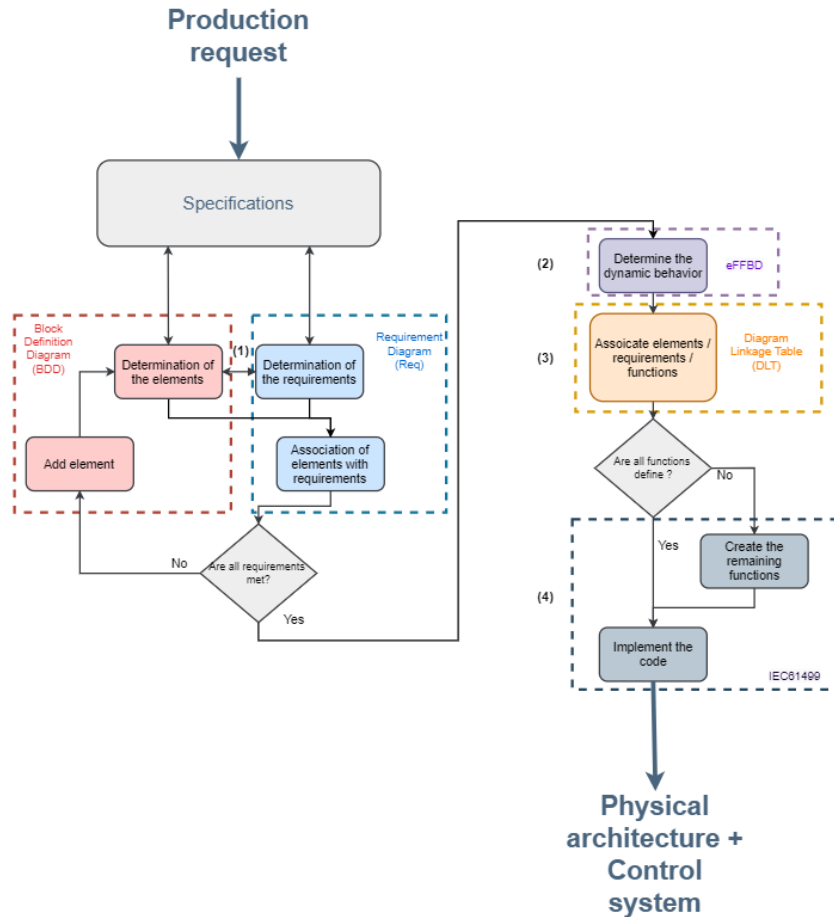 Production
request
Specifications
Block
Definition
Diagram
(BDD)
Determination of
the elements
(1)
Determination of
the requirements
Requirement
Diagram
(Req)
Add element
Association of
elements with
requirements
Are all requirements
met?
No
Yes
(2)
Determine the
dynamic behavior
eFFBD
(3)
Assoicate elements /
requirements /
functions
Diagram
Linkage Table
(DLT)
Are all functions
define ?
No
Yes
Create the
remaining
functions
(4)
Implement the
code
IEC61499
Physical
architecture +
Control
system